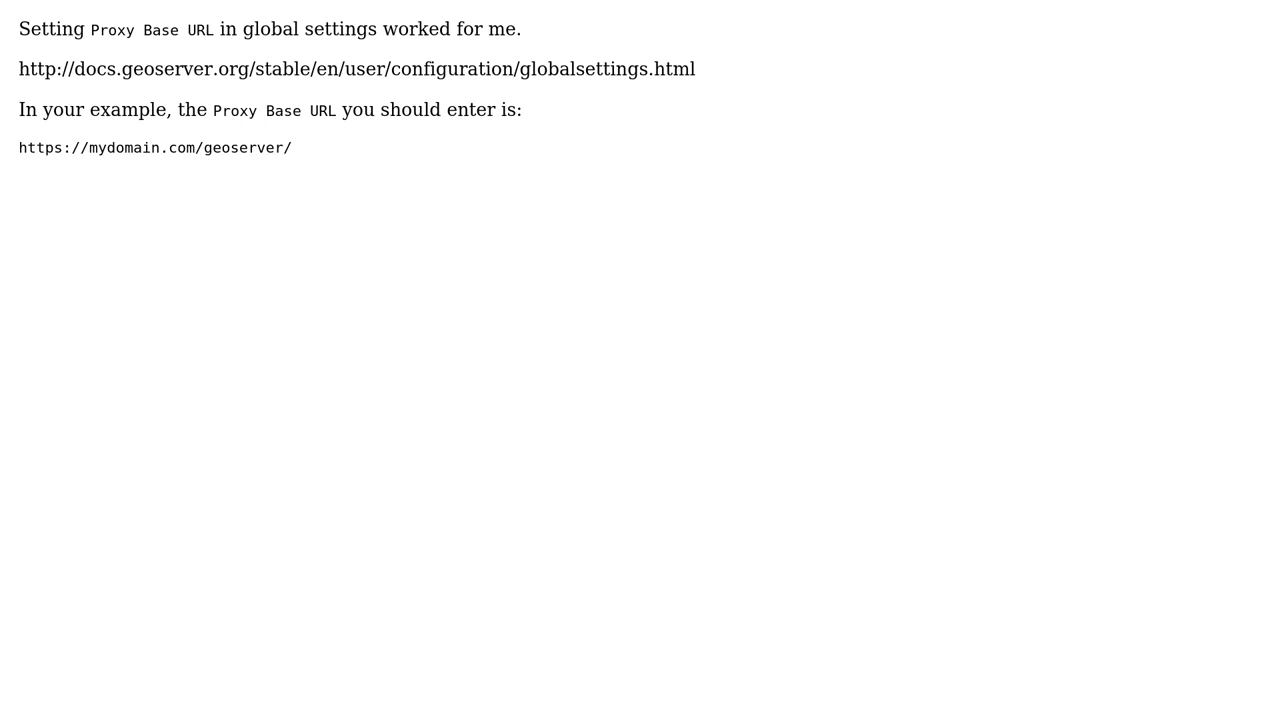 Setting Proxy Base URL in global settings worked for me.
http://docs.geoserver.org/stable/en/user/configuration/globalsettings.html
In your example, the Proxy Base URL you should enter is:
https://mydomain.com/geoserver/